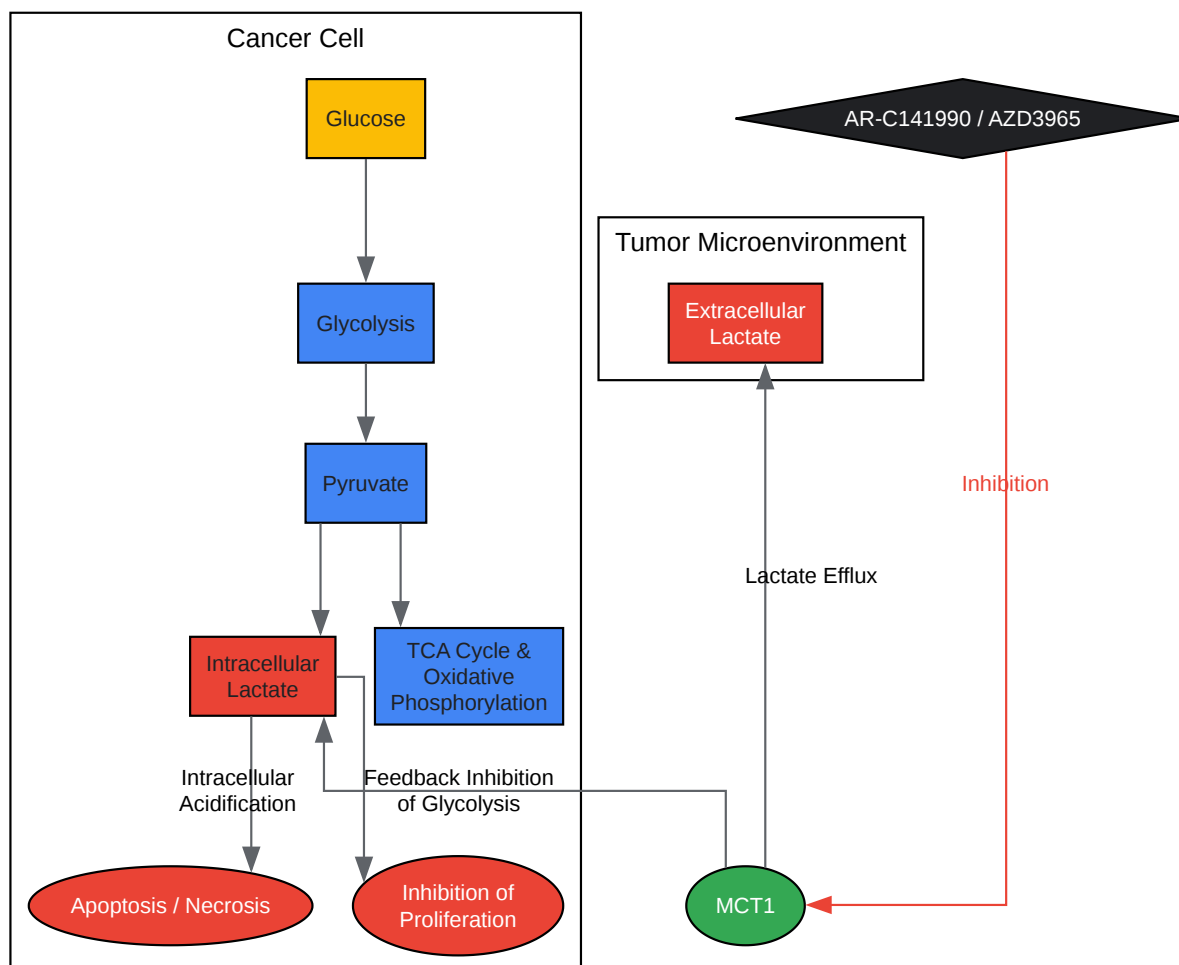 Cancer Cell
Glucose
AR-C141990 / AZD3965
Tumor Microenvironment
Extracellular
Lactate
Glycolysis
Pyruvate
Inhibition
Lactate Efflux
Intracellular
Lactate
TCA Cycle &
Oxidative
Phosphorylation
Intracellular
Acidification
Feedback Inhibition
of Glycolysis
Apoptosis / Necrosis
Inhibition of
Proliferation
MCT1